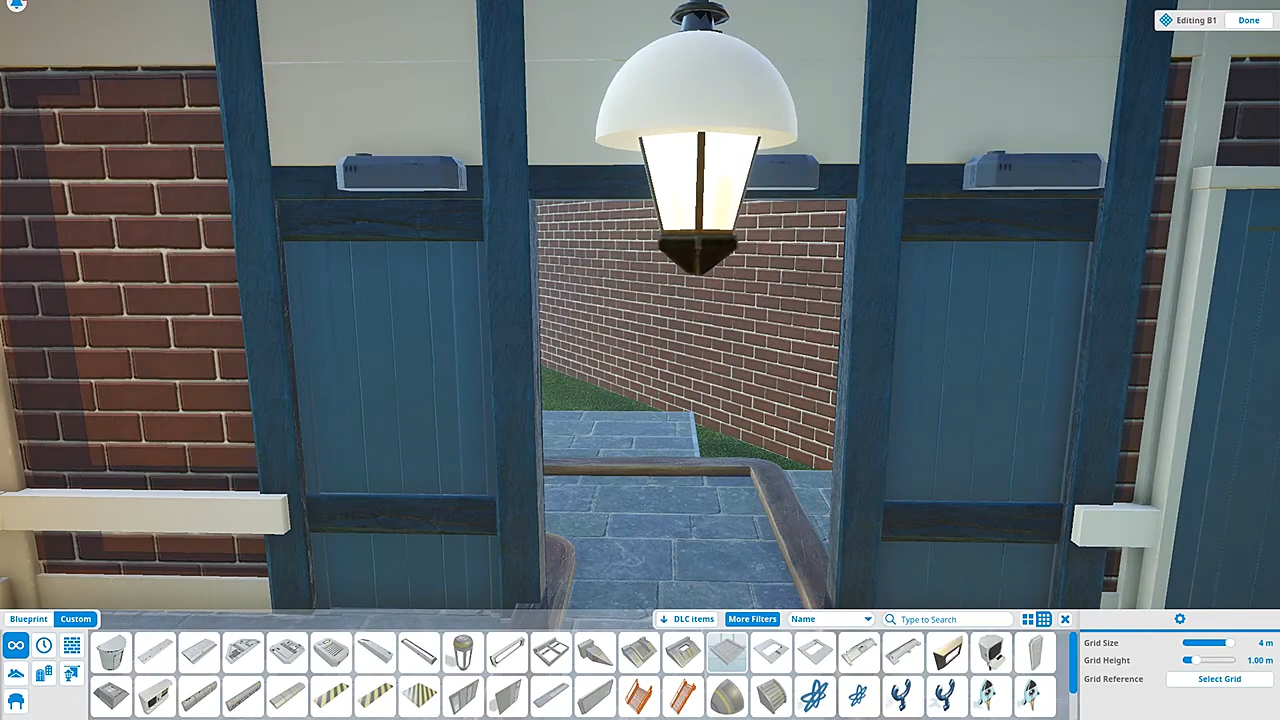 Editing B1 Done
Blueprint Custom DLC items More Filters Name Type to Search
Grid Size 4 m
Grid Height 1.00 m
Grid Reference Select Grid